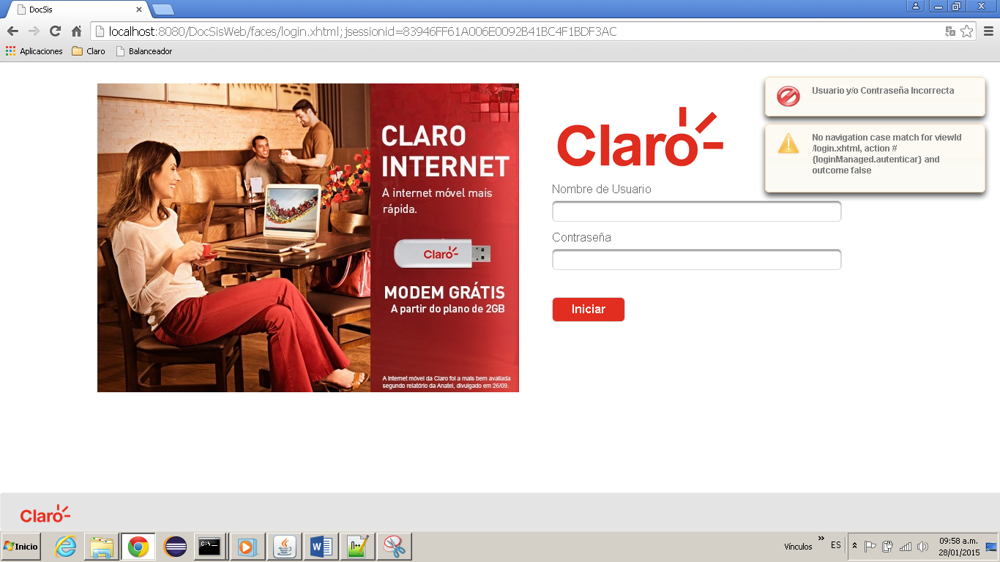 DocSis
localhost:8080/DocSisWeb/faces/login.xhtml;jsessionid=83946FF61A006E0092B41BC4F1BDF3AC
Aplicaciones Claro Balanceador
CLARO
INTERNET
A internet móvel mais
rápida.
Claro
MODEM GRÁTIS
A partir do plano de 2GB
A Internet móvel da Claro foi a mais bem avaliada
segundo relatório da Anatel, divulgado em 26/09.
Claro
Nombre de Usuario
Contraseña
Iniciar
Usuario y/o Contraseña Incorrecta
No navigation case match for viewId
/login.xhtml, action #
{loginManaged.autenticar} and
outcome false
Claro
Inicio
C:\.
Vínculos » ES
09:58 a.m.
28/01/2015